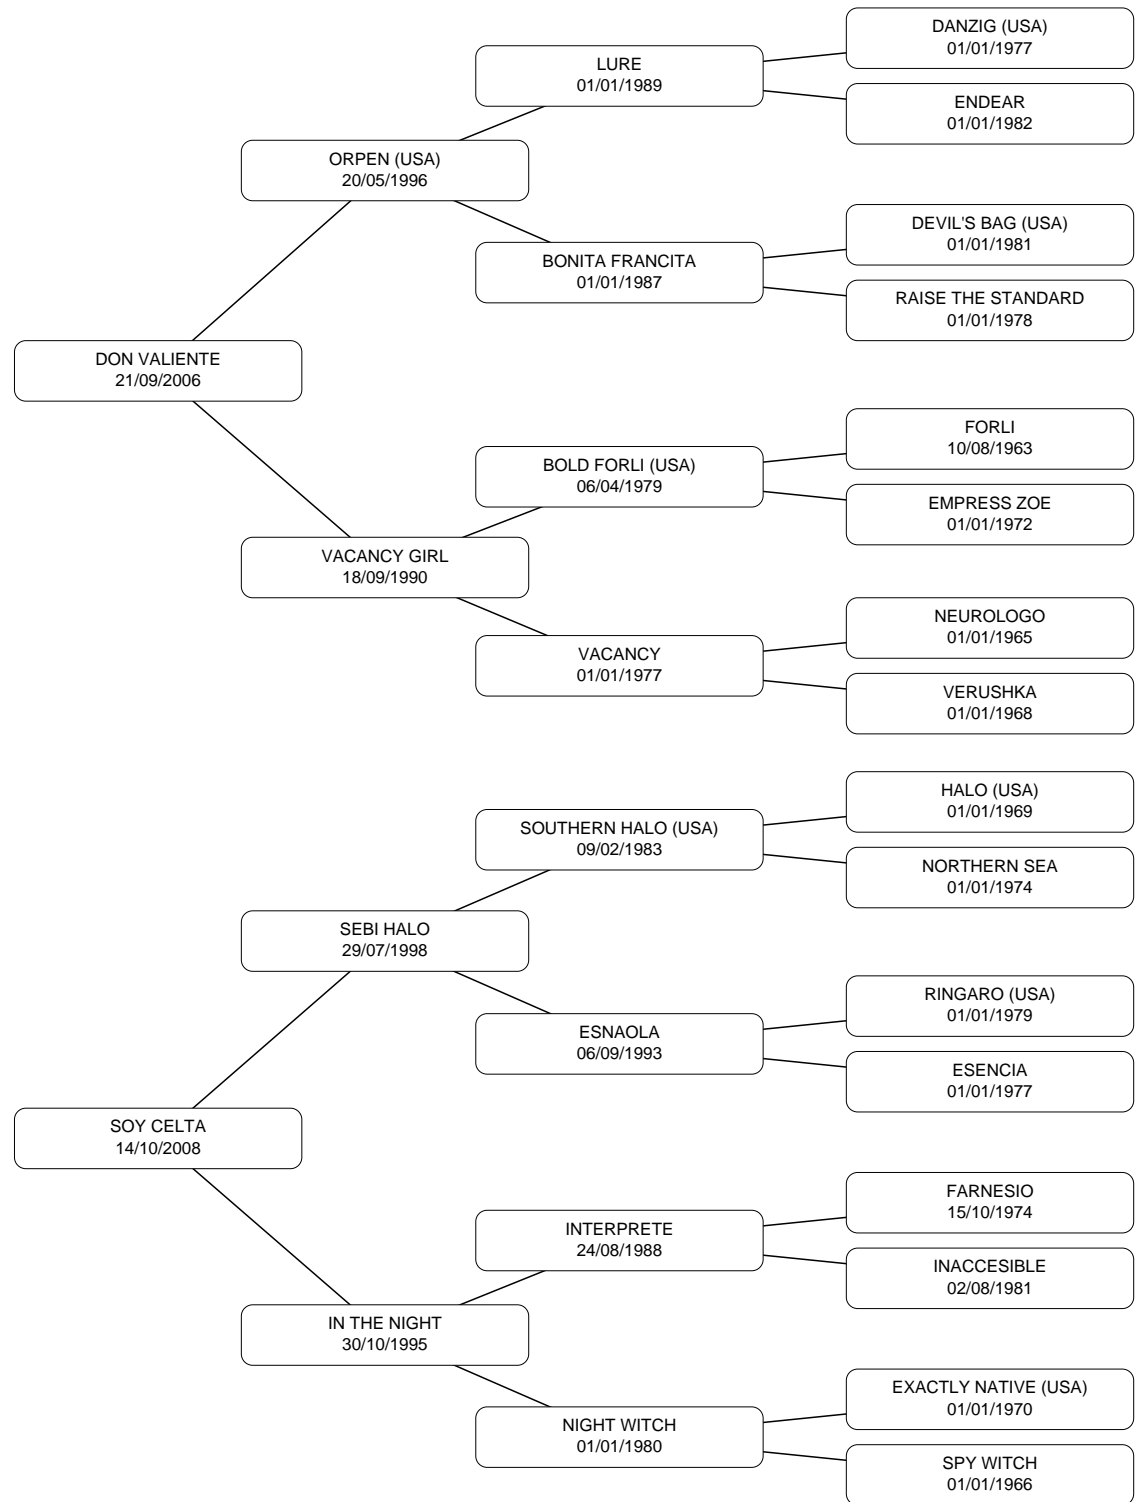 DANZIG (USA)
01/01/1977
LURE
01/01/1989
ENDEAR
01/01/1982
ORPEN (USA)
20/05/1996
DEVIL'S BAG (USA)
01/01/1981
BONITA FRANCITA
01/01/1987
RAISE THE STANDARD
01/01/1978
DON VALIENTE
21/09/2006
FORLI
10/08/1963
BOLD FORLI (USA)
06/04/1979
EMPRESS ZOE
01/01/1972
VACANCY GIRL
18/09/1990
NEUROLOGO
01/01/1965
VACANCY
01/01/1977
VERUSHKA
01/01/1968
HALO (USA)
01/01/1969
SOUTHERN HALO (USA)
09/02/1983
NORTHERN SEA
01/01/1974
SEBI HALO
29/07/1998
RINGARO (USA)
01/01/1979
ESNAOLA
06/09/1993
ESENCIA
01/01/1977
SOY CELTA
14/10/2008
FARNESIO
15/10/1974
INTERPRETE
24/08/1988
INACCESIBLE
02/08/1981
IN THE NIGHT
30/10/1995
EXACTLY NATIVE (USA)
01/01/1970
NIGHT WITCH
01/01/1980
SPY WITCH
01/01/1966